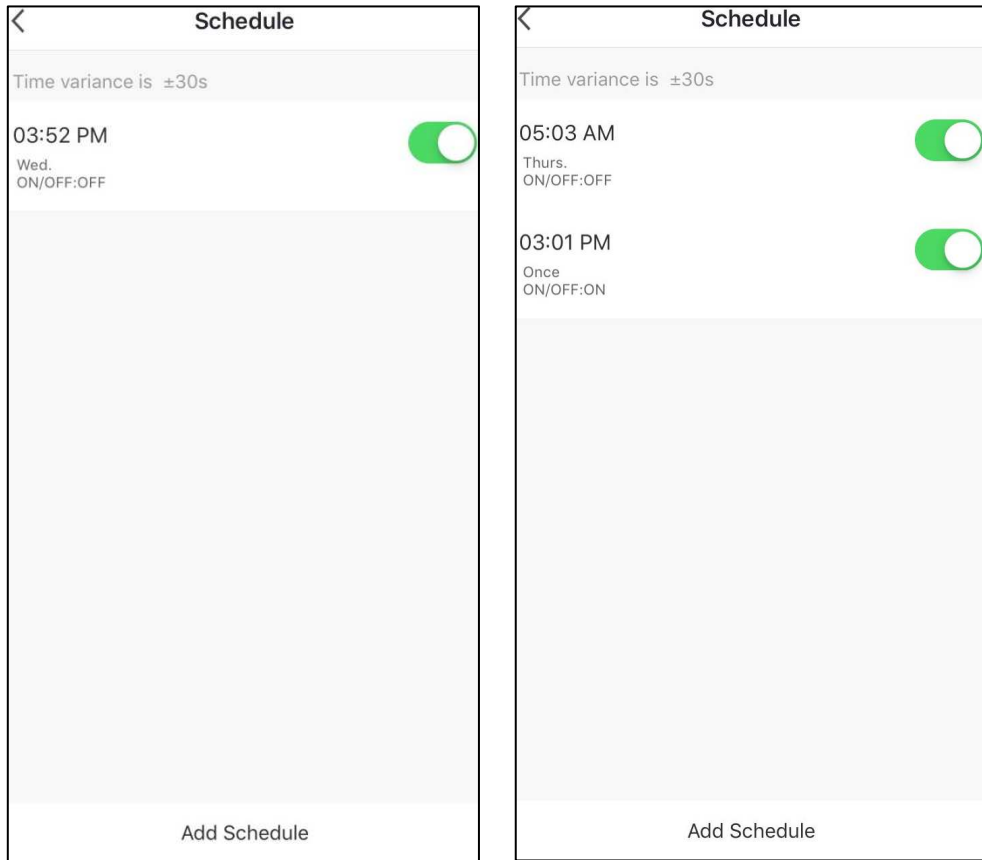 Schedule
Time variance is ±30s
03:52 PM
Wed.
ON/OFF:OFF
Add Schedule
Schedule
Time variance is ±30s
05:03 AM
Thurs.
ON/OFF:OFF
03:01 PM
Once
ON/OFF:ON
Add Schedule